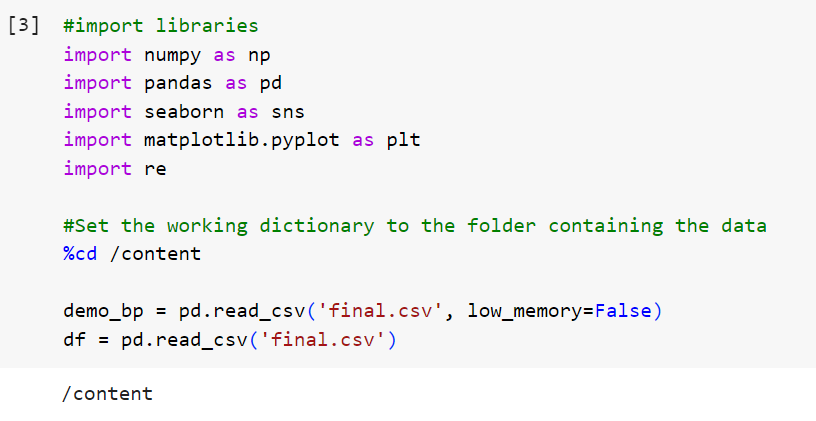 [3] #import libraries
import numpy as np
import pandas as pd
import seaborn as sns
import matplotlib.pyplot as plt
import re
#Set the working dictionary to the folder containing the data
%cd /content
demo_bp = pd.read_csv('final.csv', low_memory=False)
df = pd.read_csv('final.csv')
/content